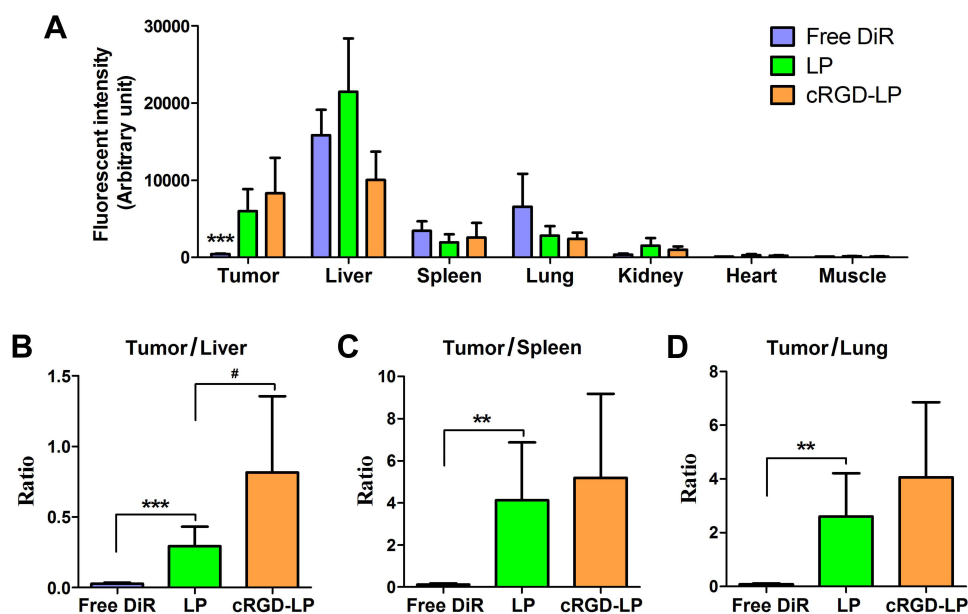 A
Fluorescent intensity
(Arbitrary unit)
30000
20000
10000
0
***
Tumor Liver Spleen Lung Kidney Heart Muscle
Free DiR
LP
cRGD-LP
B
Tumor/Liver
Ratio
1.5
1.0
0.5
0.0
***
#
Free DiR LP cRGD-LP
C
Tumor/Spleen
Ratio
10
8
6
4
2
0
**
Free DiR LP cRGD-LP
D
Tumor/Lung
Ratio
8
6
4
2
0
**
Free DiR LP cRGD-LP